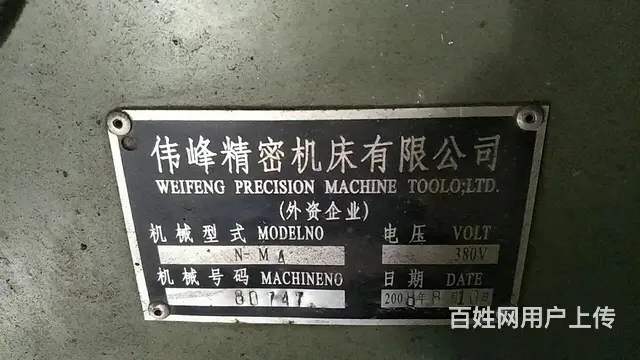 伟峰精密机床有限公司
WEIFENG PRECISION MACHINE TOOLO;LTD.
(外资企业)
机械型式 MODELNO 电压 VOLT
N-M4 380V
机械号码 MACHINENO 日期 DATE
80747
百姓网用户上传